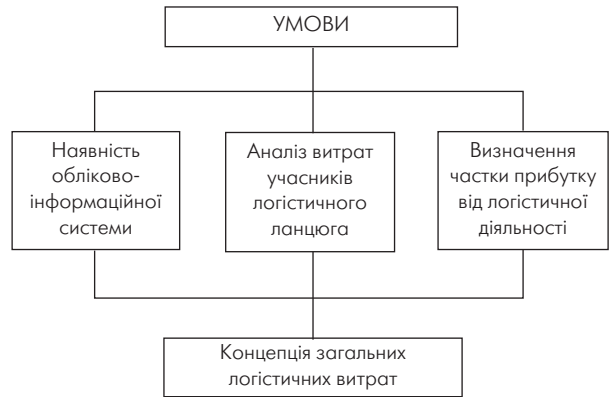 УМОВИ
Наявність
обліково-
інформаційної
системи
Аналіз витрат
учасників
логістичного
ланцюга
Визначення
частки прибутку
від логістичної
діяльності
Концепція загальних
логістичних витрат